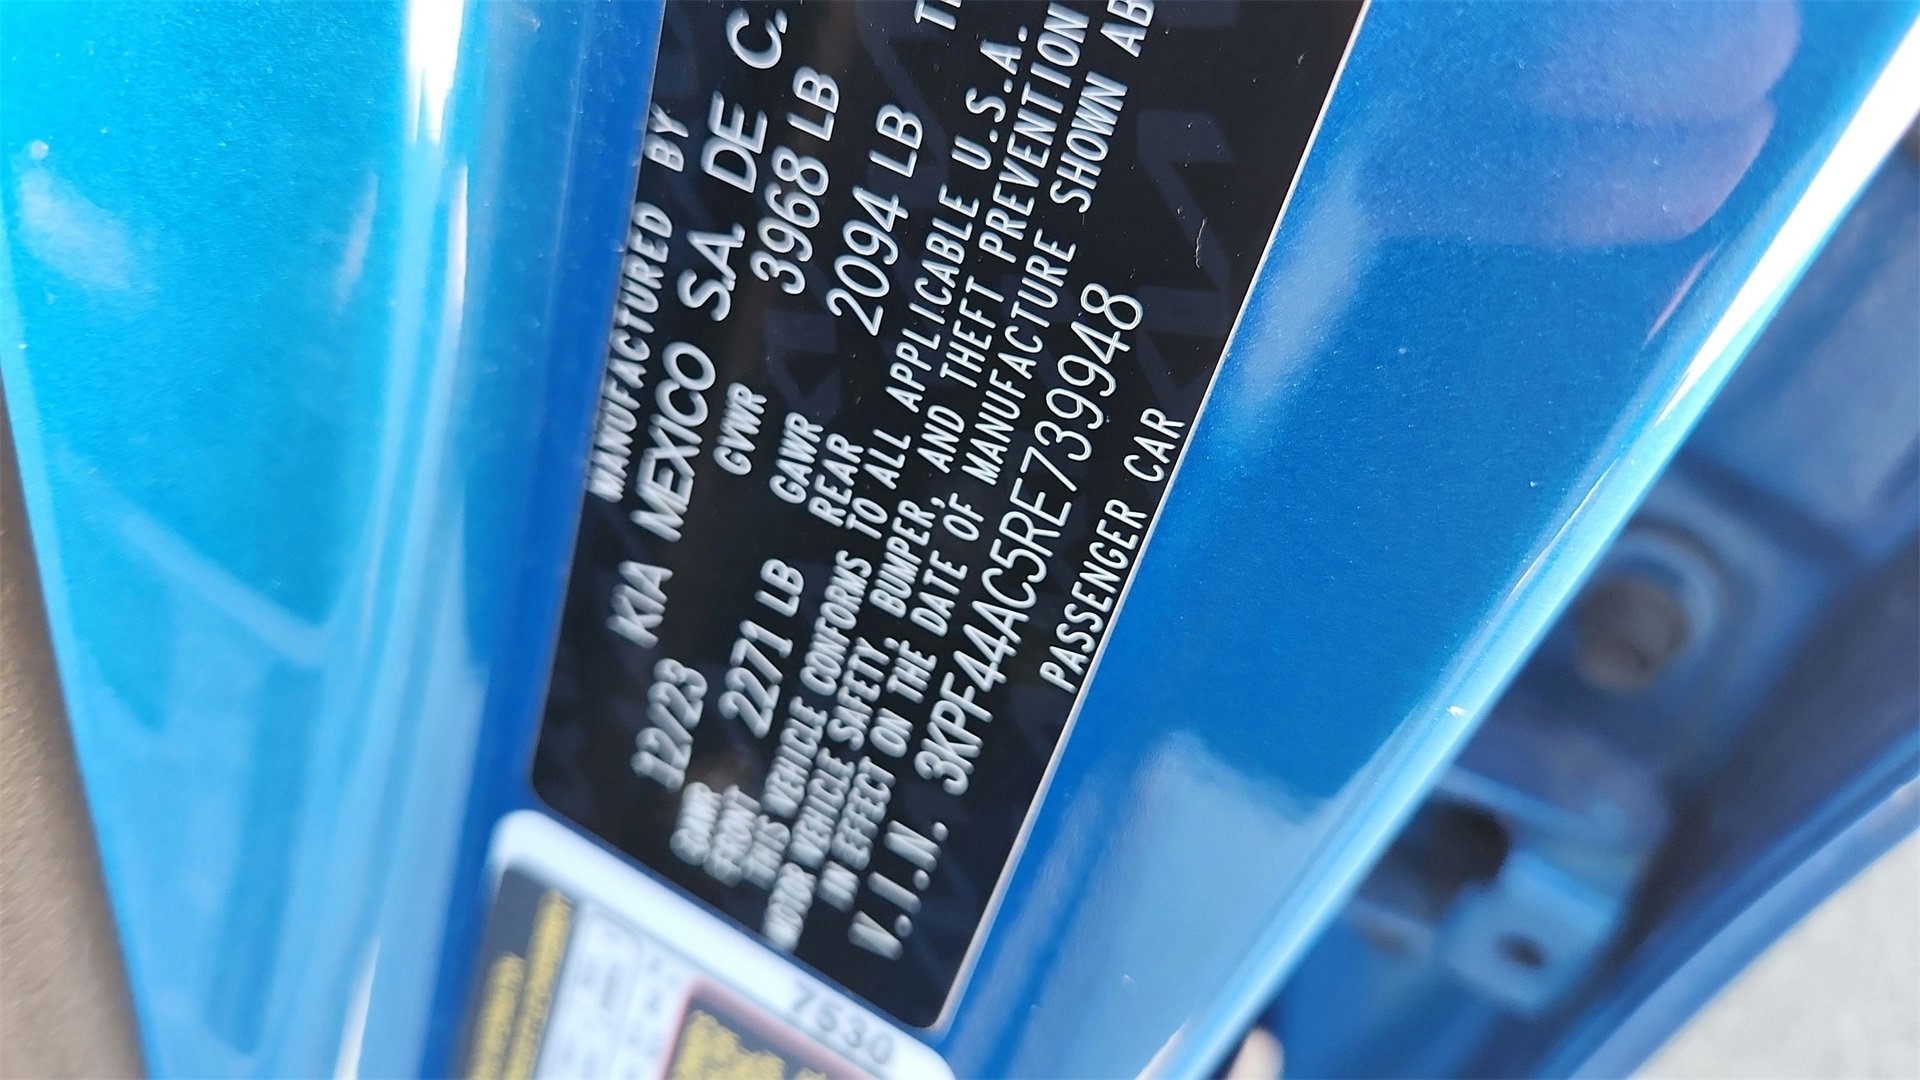 MANUFACTURED BY
12/23 KIA MEXICO S.A. DE C.
GVWR 3968 LB
GAWR FRONT 2271 LB GAWR REAR 2094 LB
THIS VEHICLE CONFORMS TO ALL APPLICABLE U.S.A.
MOTOR VEHICLE SAFETY, BUMPER, AND THEFT PREVENTION
IN EFFECT ON THE DATE OF MANUFACTURE SHOWN AB
V.I.N. 3KPF44AC5RE739948
PASSENGER CAR
7530